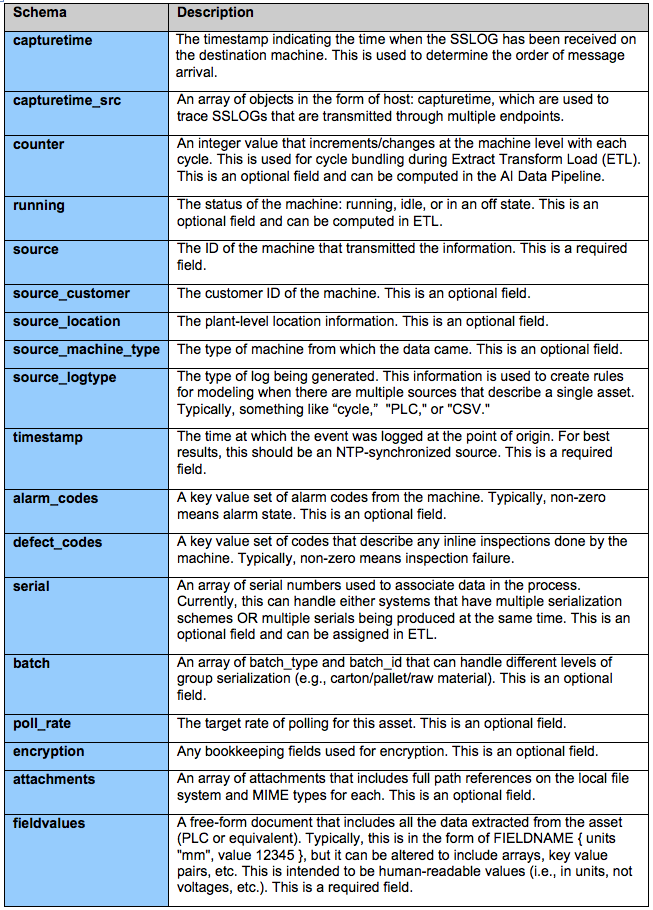 Schema Description
capturetime The timestamp indicating the time when the SSLOG has been received on
the destination machine. This is used to determine the order of message
arrival.
capturetime_src An array of objects in the form of host: capturetime, which are used to
trace SSLOGs that are transmitted through multiple endpoints.
counter An integer value that increments/changes at the machine level with each
cycle. This is used for cycle bundling during Extract Transform Load (ETL).
This is an optional field and can be computed in the AI Data Pipeline.
running The status of the machine: running, idle, or in an off state. This is an
optional field and can be computed in ETL.
source The ID of the machine that transmitted the information. This is a required
field.
source_customer The customer ID of the machine. This is an optional field.
source_location The plant-level location information. This is an optional field.
source_machine_type The type of machine from which the data came. This is an optional field.
source_logtype The type of log being generated. This information is used to create rules
for modeling when there are multiple sources that describe a single asset.
Typically, something like “cycle,” "PLC," or "CSV."
timestamp The time at which the event was logged at the point of origin. For best
results, this should be an NTP-synchronized source. This is a required
field.
alarm_codes A key value set of alarm codes from the machine. Typically, non-zero
means alarm state. This is an optional field.
defect_codes A key value set of codes that describe any inline inspections done by the
machine. Typically, non-zero means inspection failure.
serial An array of serial numbers used to associate data in the process.
Currently, this can handle either systems that have multiple serialization
schemes OR multiple serials being produced at the same time. This is an
optional field and can be assigned in ETL.
batch An array of batch_type and batch_id that can handle different levels of
group serialization (e.g., carton/pallet/raw material). This is an optional
field.
poll_rate The target rate of polling for this asset. This is an optional field.
encryption Any bookkeeping fields used for encryption. This is an optional field.
attachments An array of attachments that includes full path references on the local file
system and MIME types for each. This is an optional field.
fieldvalues A free-form document that includes all the data extracted from the asset
(PLC or equivalent). Typically, this is in the form of FIELDNAME { units
"mm", value 12345 }, but it can be altered to include arrays, key value
pairs, etc. This is intended to be human-readable values (i.e., in units, not
voltages, etc.). This is a required field.